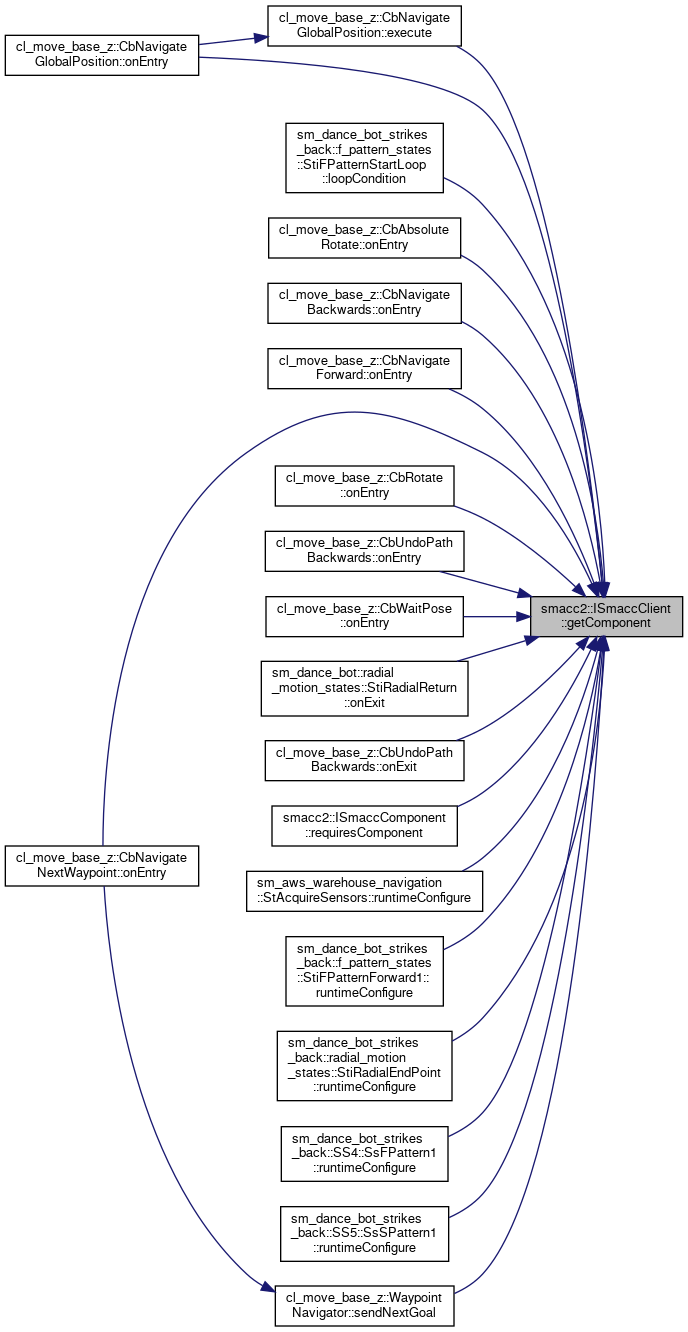 cl_move_base_z::CbNavigate
GlobalPosition::execute
cl_move_base_z::CbNavigate
GlobalPosition::onEntry
sm_dance_bot_strikes
_back::f_pattern_states
::StiFPatternStartLoop
::loopCondition
cl_move_base_z::CbAbsolute
Rotate::onEntry
cl_move_base_z::CbNavigate
Backwards::onEntry
cl_move_base_z::CbNavigate
Forward::onEntry
cl_move_base_z::CbRotate
::onEntry
cl_move_base_z::CbUndoPath
Backwards::onEntry
cl_move_base_z::CbWaitPose
::onEntry
smacc2::ISmaccClient
::getComponent
sm_dance_bot::radial
_motion_states::StiRadialReturn
::onExit
cl_move_base_z::CbUndoPath
Backwards::onExit
smacc2::ISmaccComponent
::requiresComponent
cl_move_base_z::CbNavigate
NextWaypoint::onEntry
sm_aws_warehouse_navigation
::StAcquireSensors::runtimeConfigure
sm_dance_bot_strikes
_back::f_pattern_states
::StiFPatternForward1::
runtimeConfigure
sm_dance_bot_strikes
_back::radial_motion
_states::StiRadialEndPoint
::runtimeConfigure
sm_dance_bot_strikes
_back::SS4::SsFPattern1
::runtimeConfigure
sm_dance_bot_strikes
_back::SS5::SsSPattern1
::runtimeConfigure
cl_move_base_z::Waypoint
Navigator::sendNextGoal